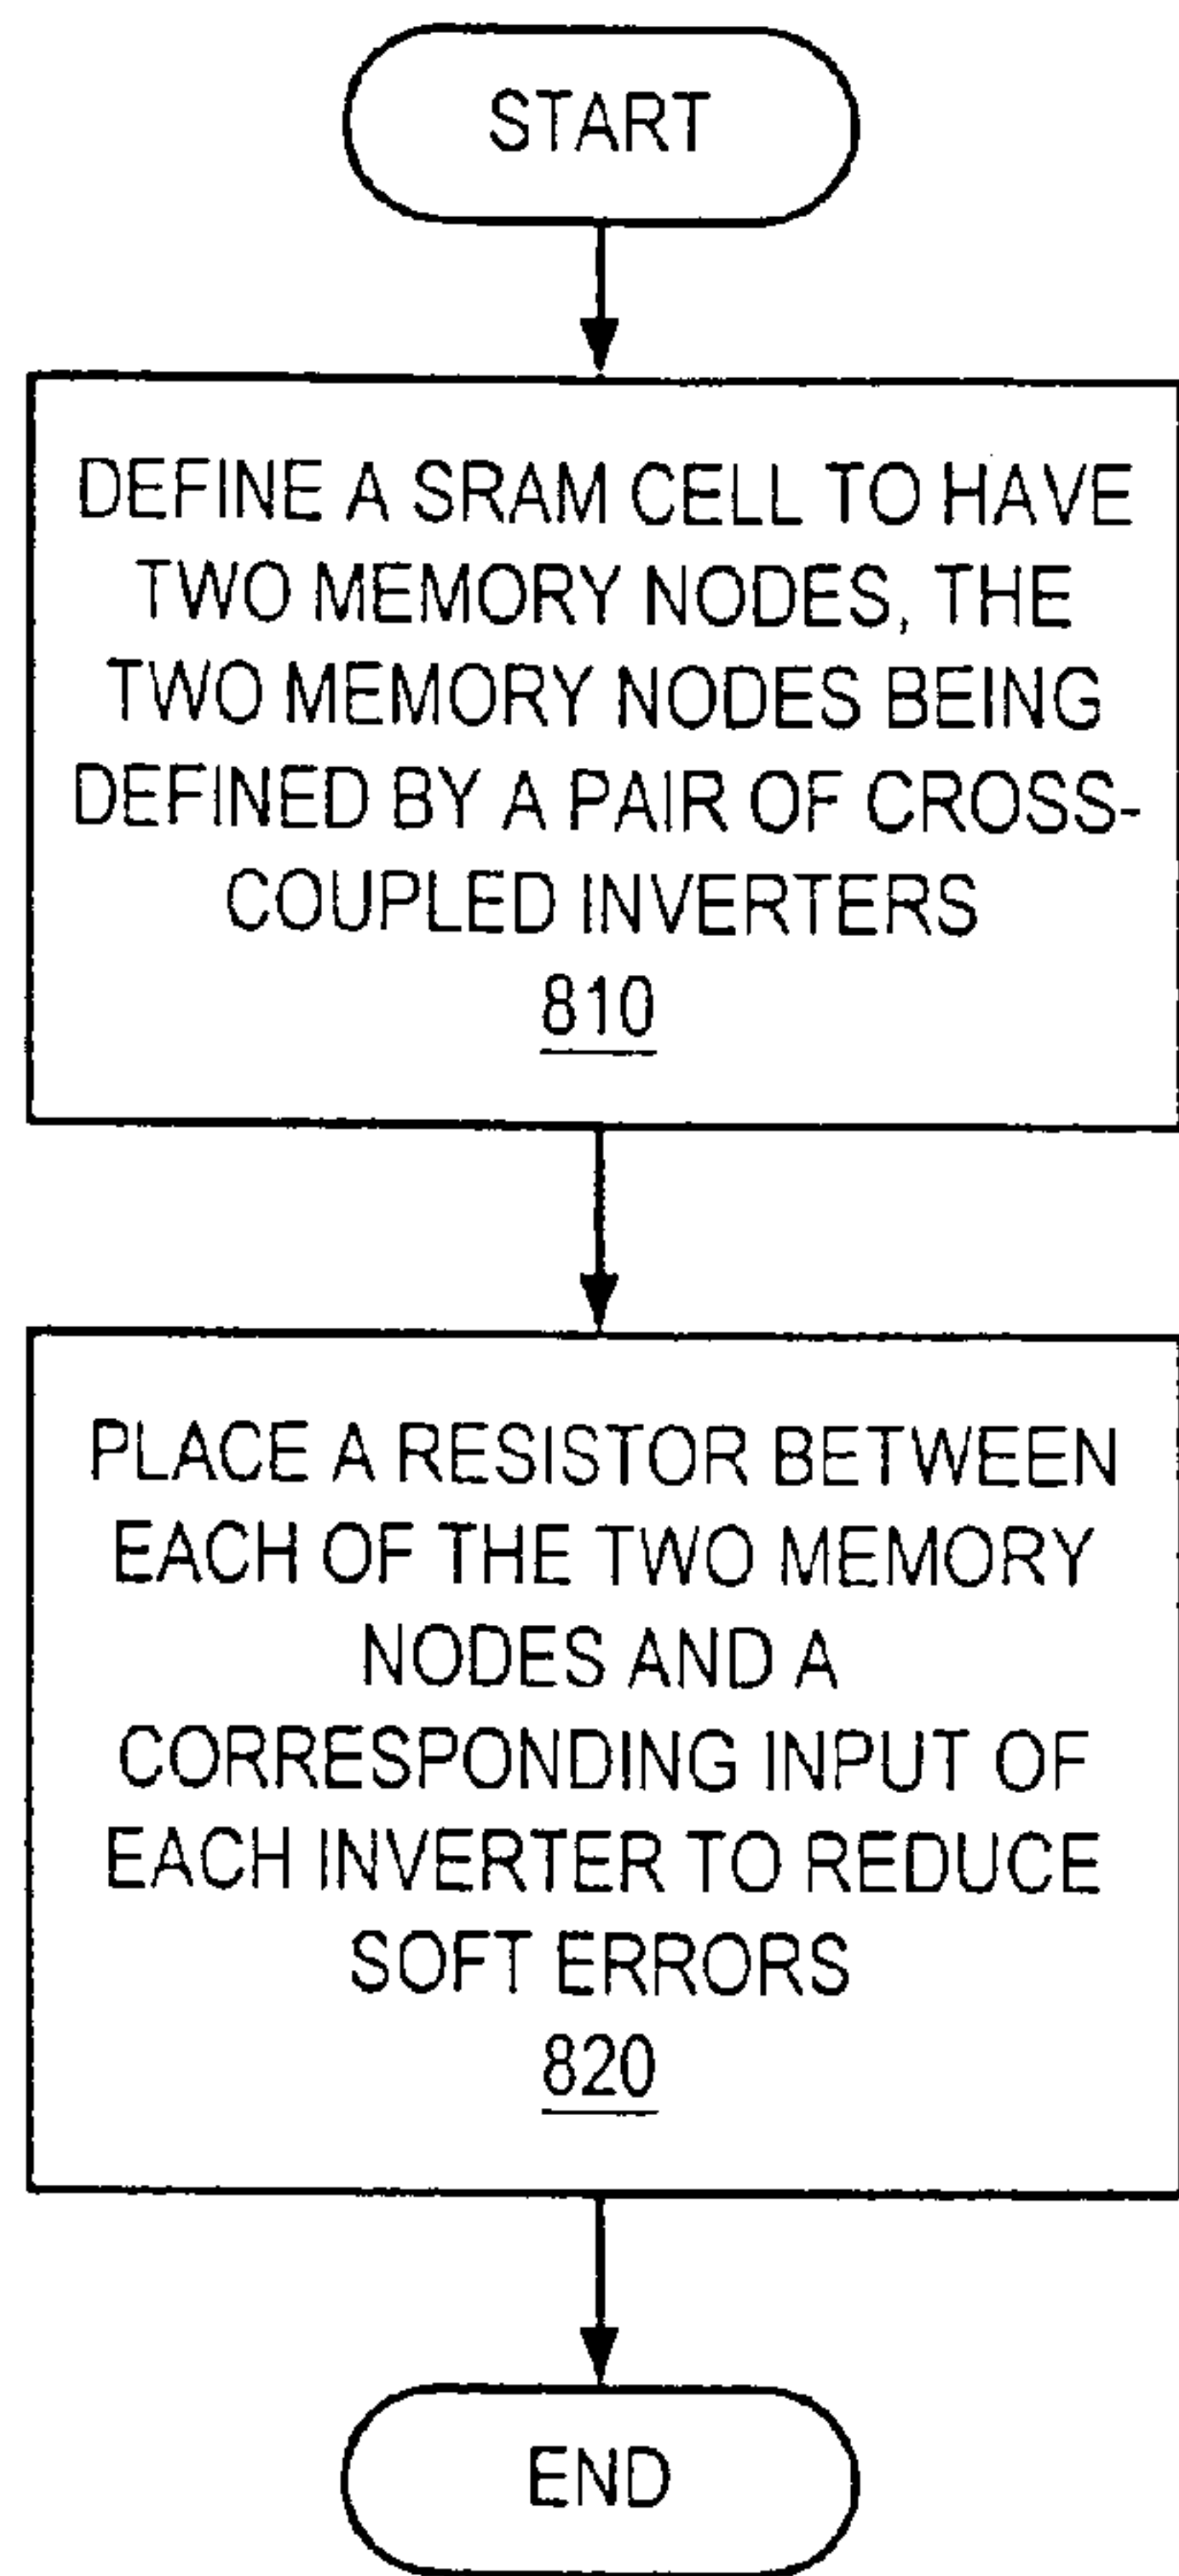 START
DEFINE A SRAM CELL TO HAVE
TWO MEMORY NODES, THE
TWO MEMORY NODES BEING
DEFINED BY A PAIR OF CROSS-
COUPLED INVERTERS
810
PLACE A RESISTOR BETWEEN
EACH OF THE TWO MEMORY
NODES AND A
CORRESPONDING INPUT OF
EACH INVERTER TO REDUCE
SOFT ERRORS
820
END